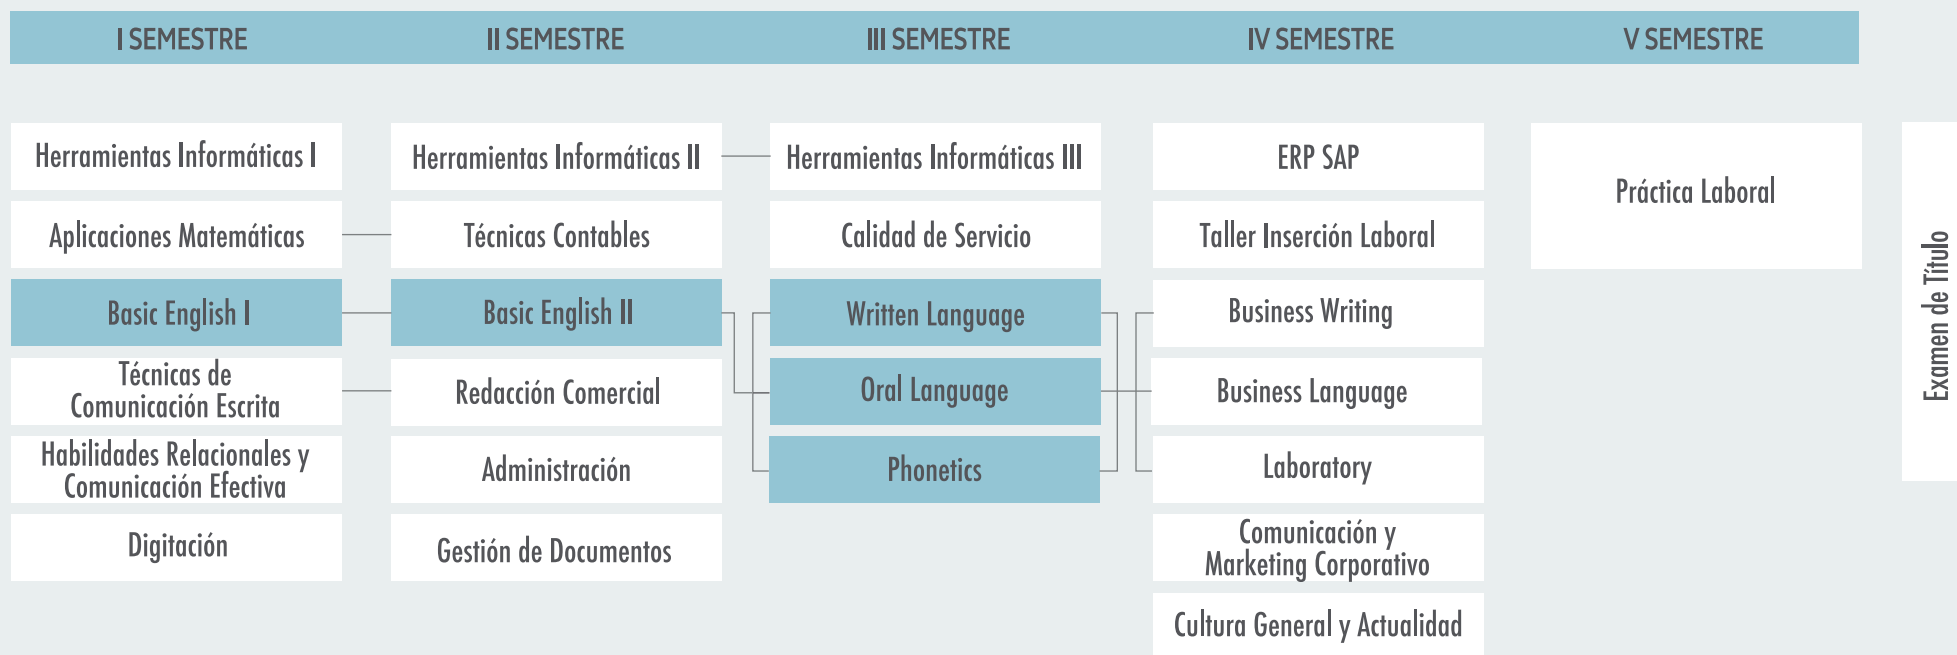 I SEMESTRE
II SEMESTRE
III SEMESTRE
IV SEMESTRE
V SEMESTRE
Herramientas Informáticas I
Aplicaciones Matemáticas
Basic English I
Técnicas de
Comunicación Escrita
Habilidades Relacionales y
Comunicación Efectiva
Digitación
Herramientas Informáticas II
Técnicas Contables
Basic English II
Redacción Comercial
Administración
Gestión de Documentos
Herramientas Informáticas III
Calidad de Servicio
Written Language
Oral Language
Phonetics
ERP SAP
Taller Inserción Laboral
Business Writing
Business Language
Laboratory
Comunicación y
Marketing Corporativo
Cultura General y Actualidad
Práctica Laboral
Examen de Título